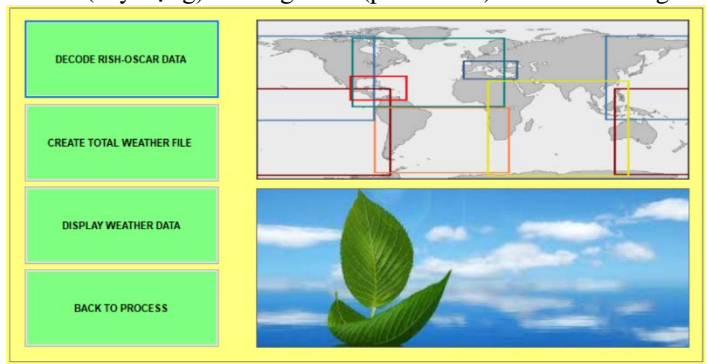 DECODE RISH-OSCAR DATA
CREATE TOTAL WEATHER FILE
DISPLAY WEATHER DATA
BACK TO PROCESS